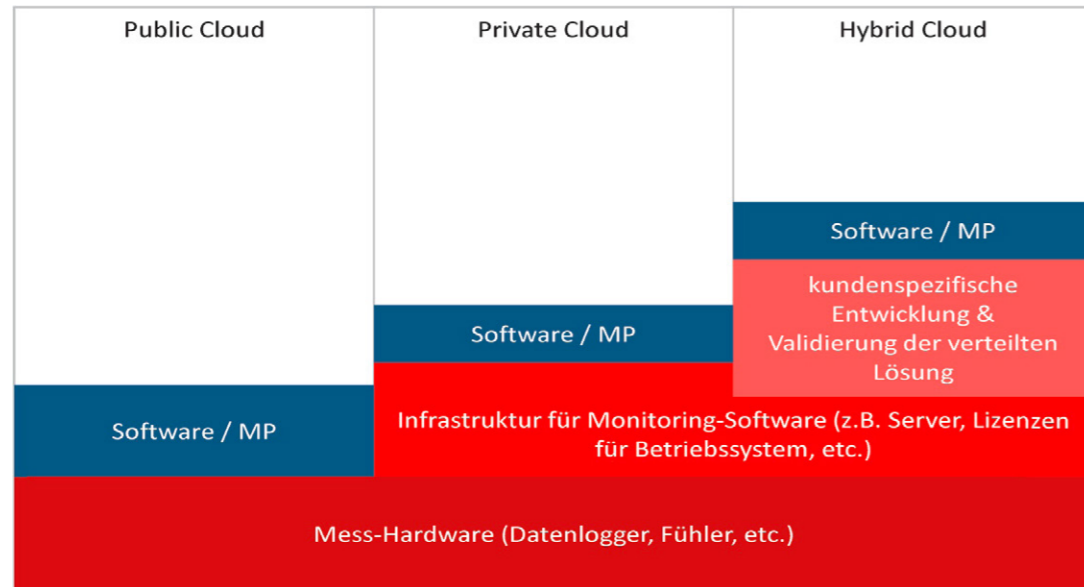 Public Cloud
Private Cloud
Hybrid Cloud
Software / MP
kundenspezifische
Entwicklung &
Validierung der verteilten
Lösung
Software / MP
Infrastruktur für Monitoring-Software (z.B. Server, Lizenzen
für Betriebssystem, etc.)
Software / MP
Mess-Hardware (Datenlogger, Fühler, etc.)